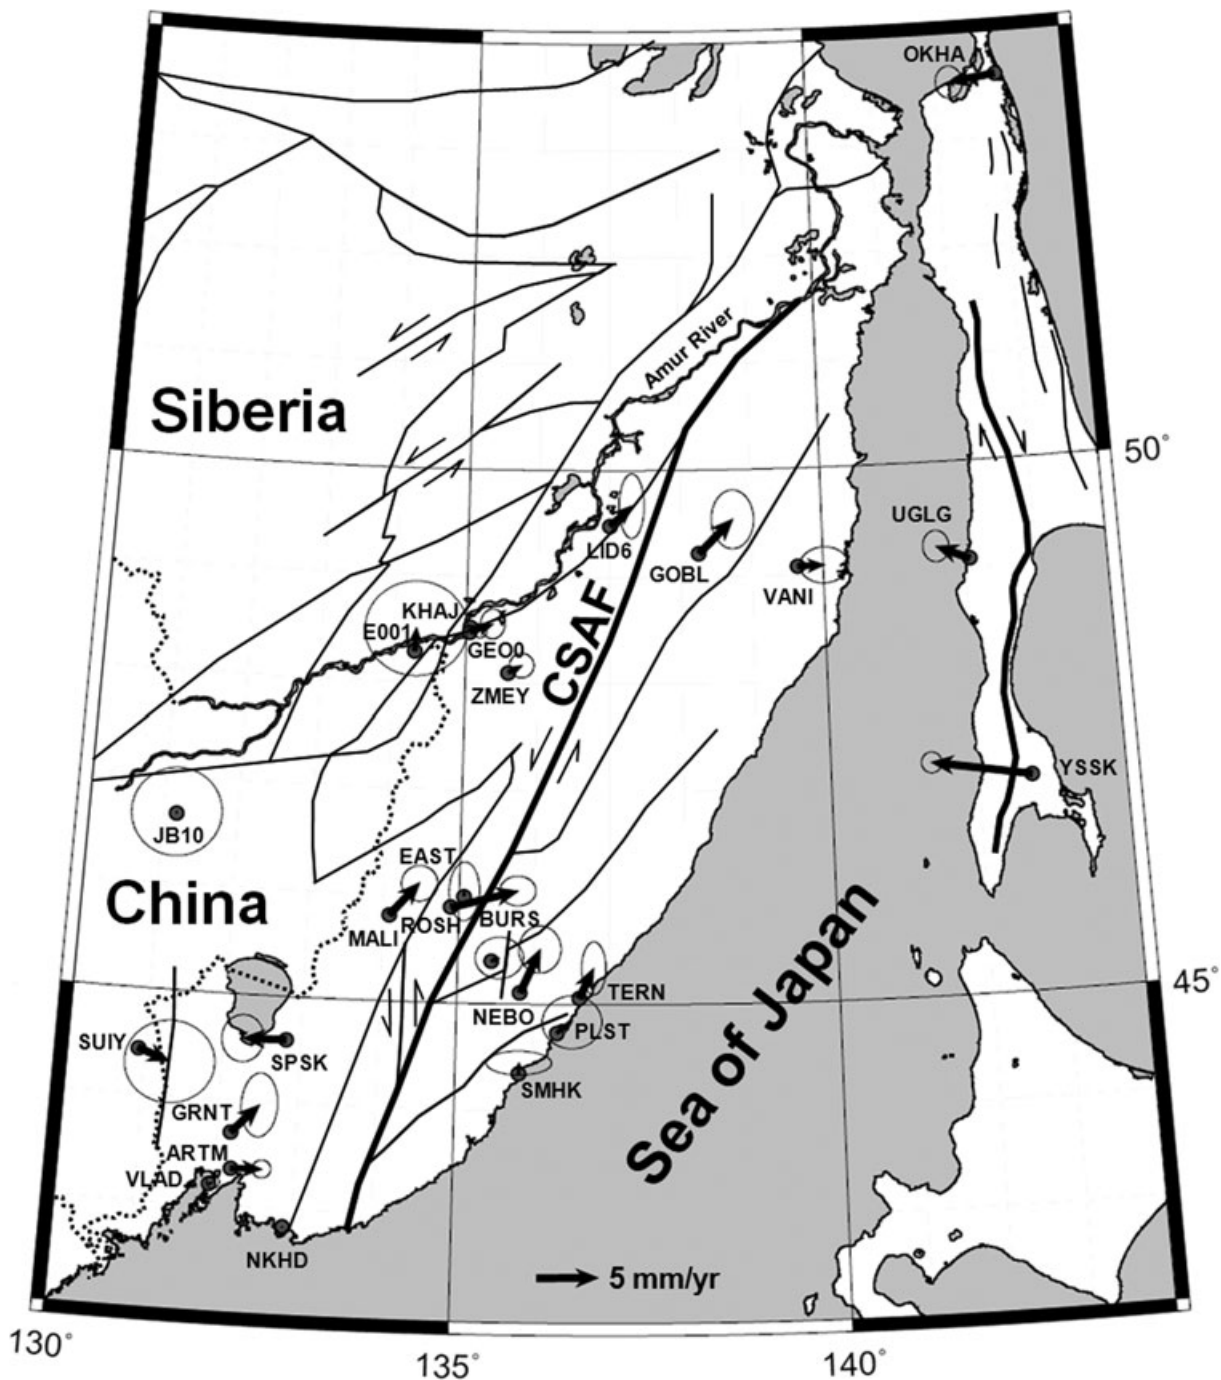 OKHA
Amur River
Siberia
50°
UGLG
LID6
GOBL
VANI
KHAJ
E001
GEO0
ZMEY
CSAF
YSSK
JB10
EAST
China
ROSH
BURS
MALI
45°
TERN
NEBO
PLST
SUIY
SPSK
SMHK
Sea of Japan
GRNT
ARTM
VLAD
NKHD
5 mm/yr
130°
135°
140°